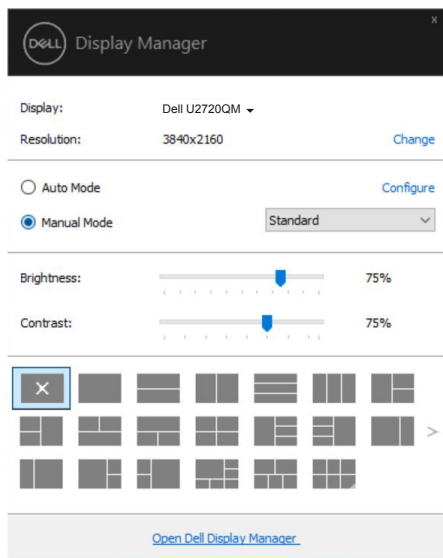 DELL Display Manager
x
Display: Dell U2720QM
Resolution: 3840x2160 Change
Auto Mode Configure
Manual Mode Standard
Brightness: 75%
Contrast: 75%
Open Dell Display Manager